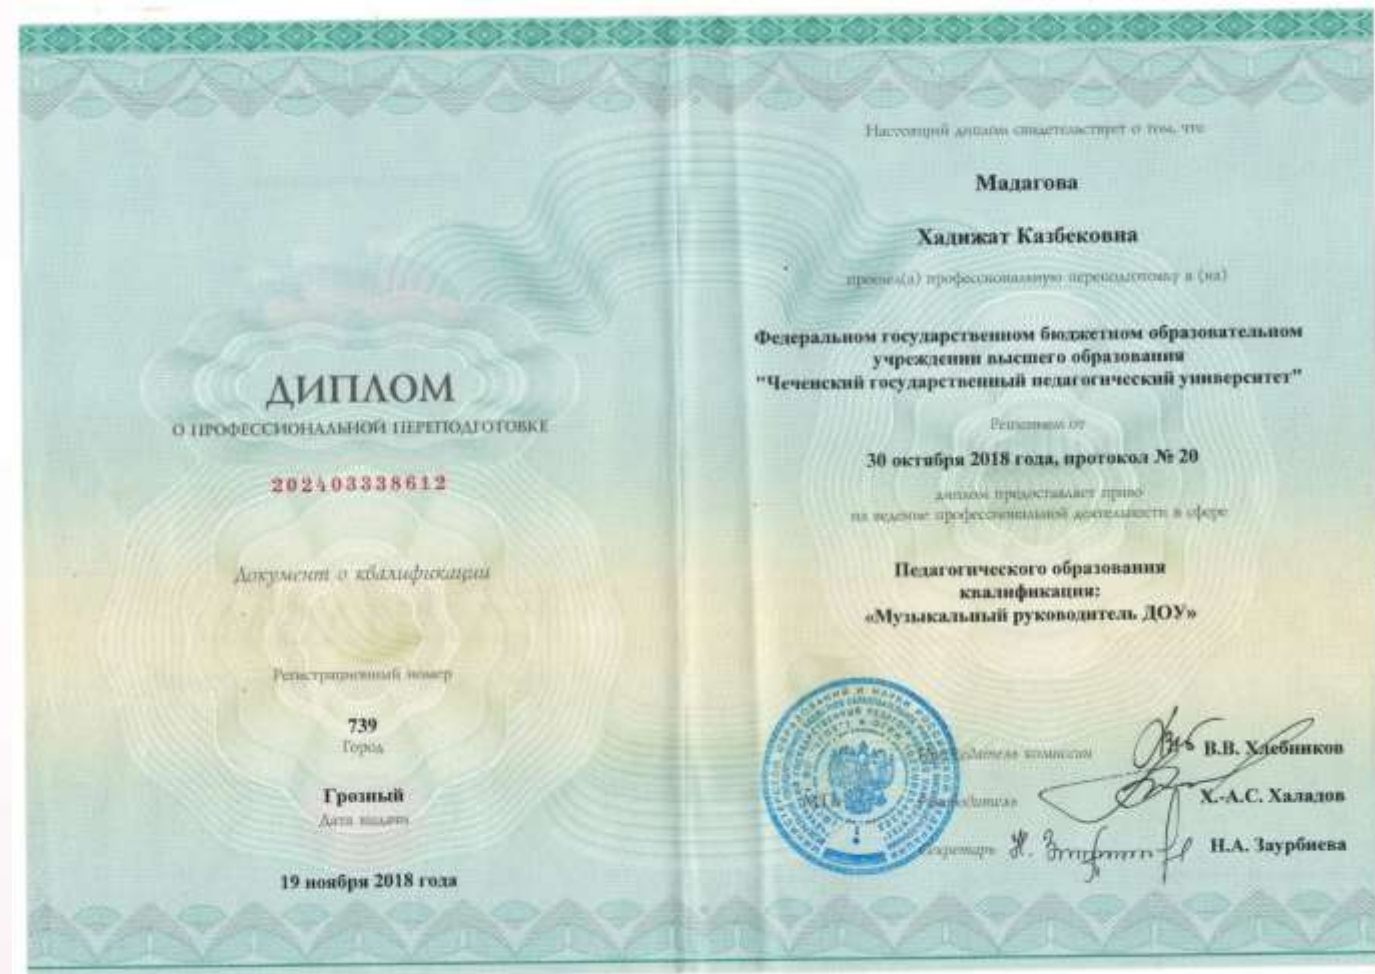 ДИПЛОМ
О ПРОФЕССИОНАЛЬНОЙ ПЕРЕПОДГОТОВКЕ
202403338612
Документ о квалификации
Регистрационный номер
739
Город
Грозный
Дата выдачи
19 ноября 2018 года
Настоящий диплом свидетельствует о том, что
Мадагова
Хадижат Казбековна
прошел(а) профессиональную переподготовку в (на)
Федеральном государственном бюджетном образовательном
учреждении высшего образования
"Чеченский государственный педагогический университет"
Решением от
30 октября 2018 года, протокол № 20
диплом предоставляет право
на ведение профессиональной деятельности в сфере
Педагогического образования
квалификация:
«Музыкальный руководитель ДОУ»
Председатель комиссии
В.В. Хлебников
М.П.
Руководитель
Х.-А.С. Халадов
Секретарь
Н.А. Заурбиева